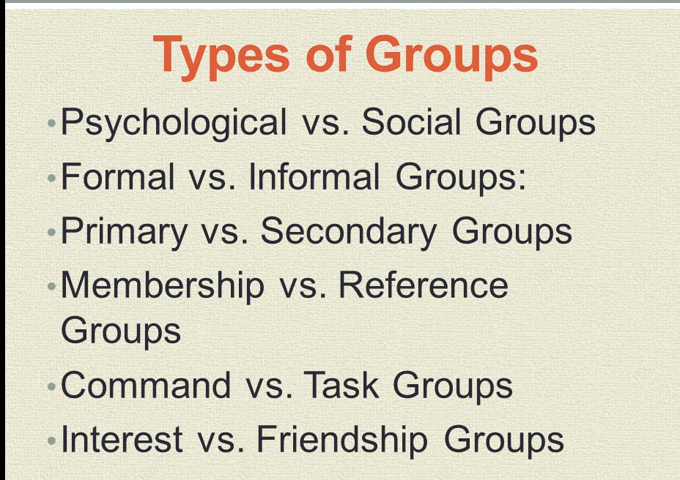 Types of Groups
•Psychological vs. Social Groups
•Formal vs. Informal Groups:
•Primary vs. Secondary Groups
•Membership vs. Reference
Groups
•Command vs. Task Groups
•Interest vs. Friendship Groups